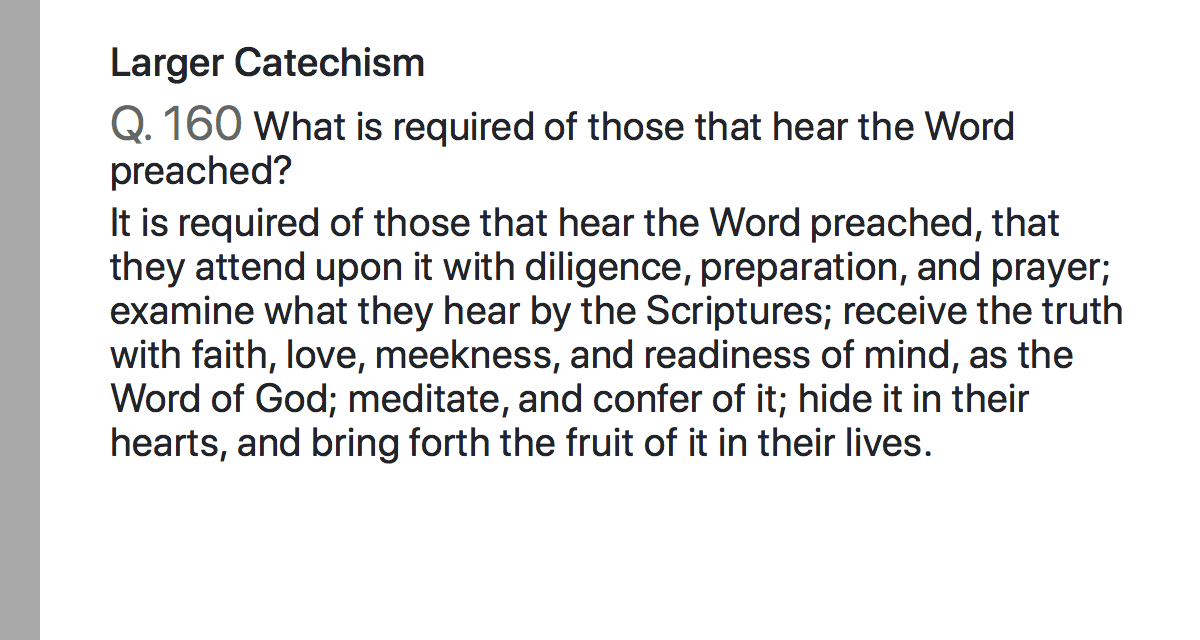 Larger Catechism
Q. 160 What is required of those that hear the Word
preached?
It is required of those that hear the Word preached, that
they attend upon it with diligence, preparation, and prayer;
examine what they hear by the Scriptures; receive the truth
with faith, love, meekness, and readiness of mind, as the
Word of God; meditate, and confer of it; hide it in their
hearts, and bring forth the fruit of it in their lives.